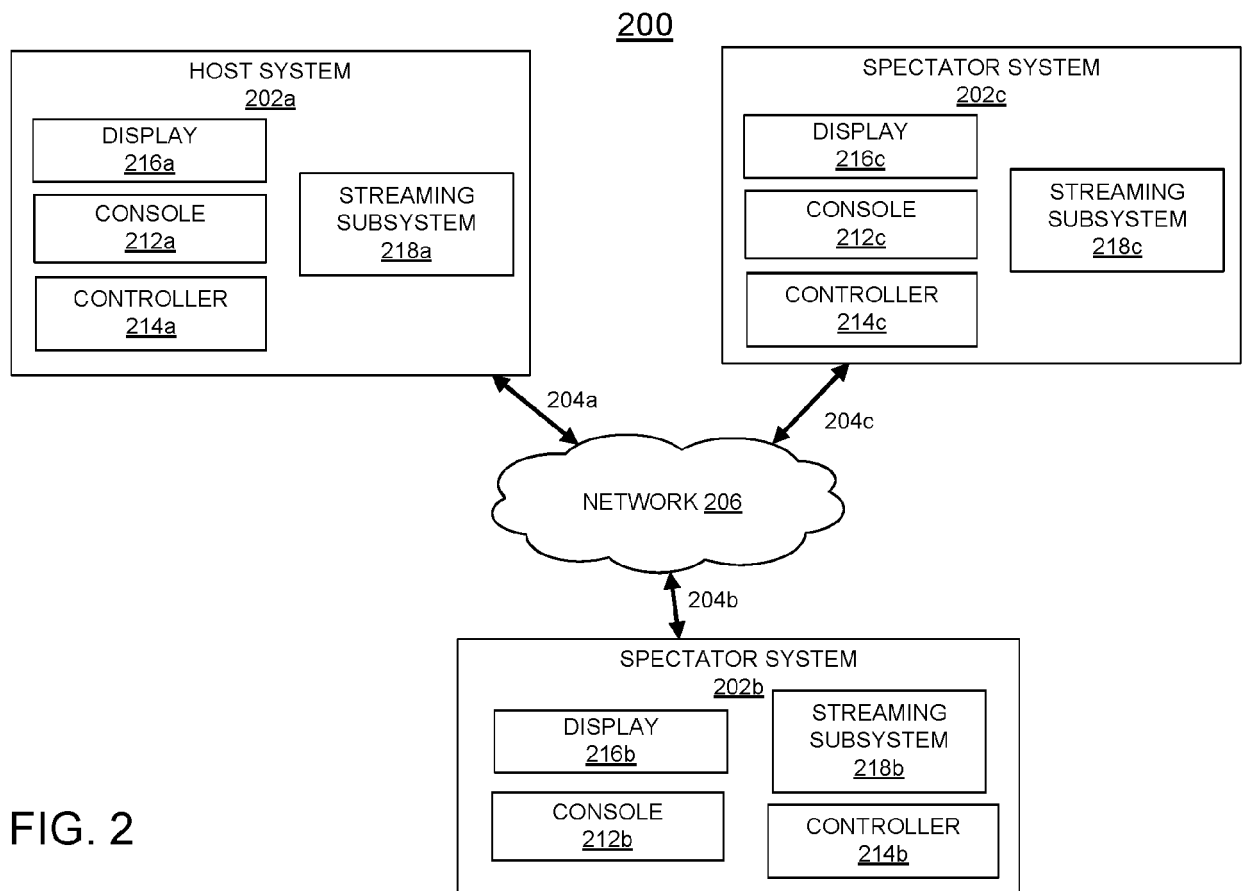 200
HOST SYSTEM
202a
DISPLAY
216a
CONSOLE
212a
CONTROLLER
214a
STREAMING
SUBSYSTEM
218a
SPECTATOR SYSTEM
202c
DISPLAY
216c
CONSOLE
212c
CONTROLLER
214c
STREAMING
SUBSYSTEM
218c
204a
204c
NETWORK 206
204b
SPECTATOR SYSTEM
202b
DISPLAY
216b
CONSOLE
212b
STREAMING
SUBSYSTEM
218b
CONTROLLER
214b
FIG. 2